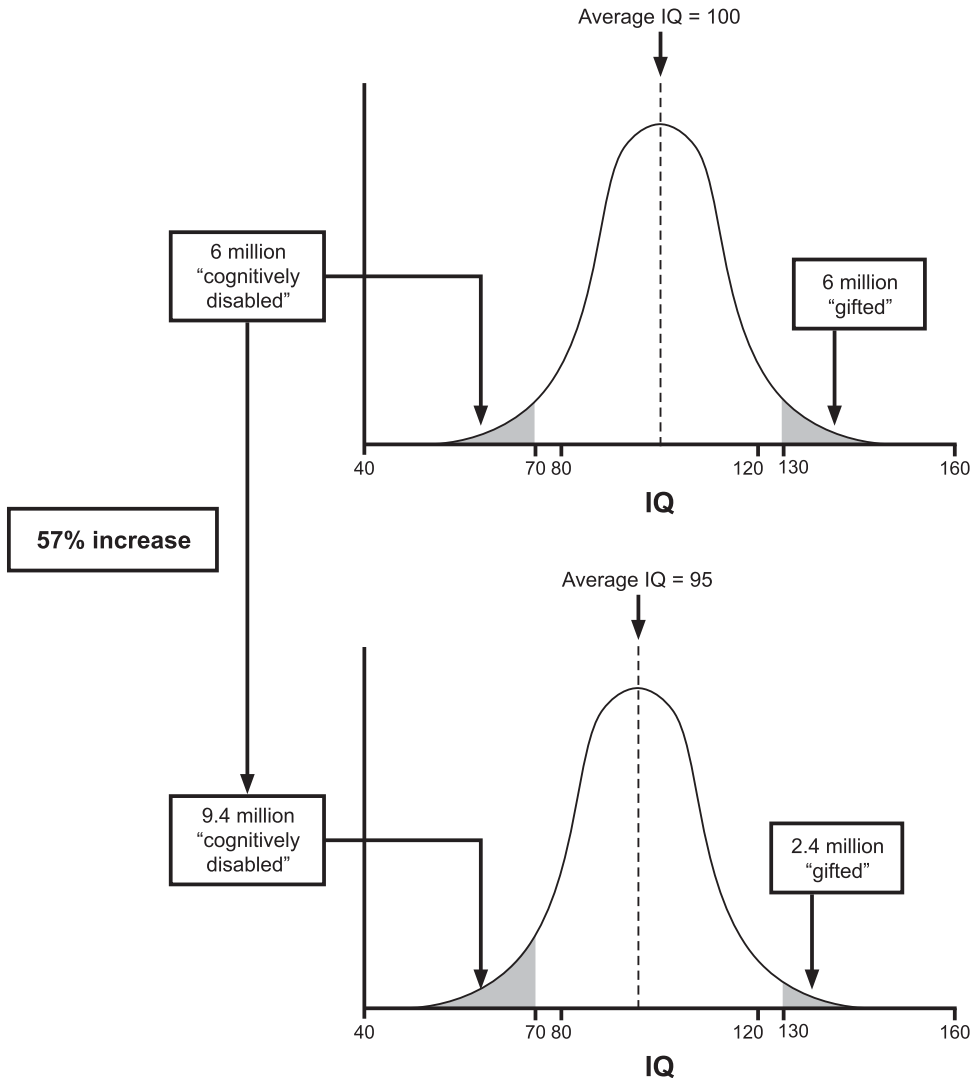 Average IQ = 100
6 million
“cognitively
disabled”
6 million
“gifted”
40
70
80
120
130
160
IQ
57% increase
Average IQ = 95
9.4 million
“cognitively
disabled”
2.4 million
“gifted”
40
70
80
120
130
160
IQ